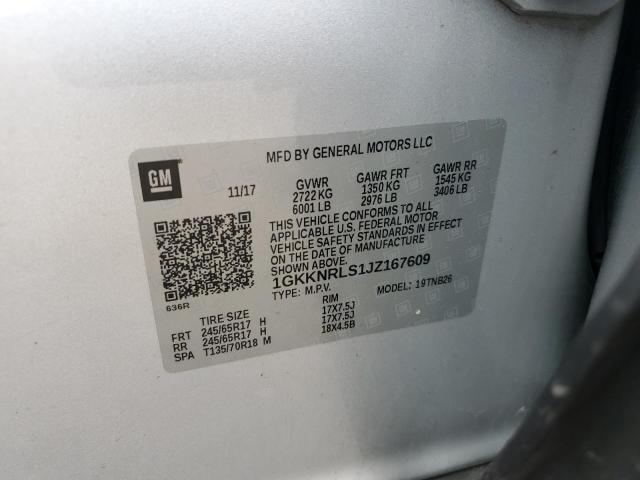 MFD BY GENERAL MOTORS LLC
GM
11/17
GVWR GAWR FRT GAWR RR
2722 KG 1350 KG 1545 KG
6001 LB 2976 LB 3406 LB
THIS VEHICLE CONFORMS TO ALL
APPLICABLE U.S. FEDERAL MOTOR
VEHICLE SAFETY STANDARDS IN EFFECT
ON THE DATE OF MANUFACTURE SHOWN ABOVE.
1GKKNRLS1JZ167609
TYPE: M.P.V. MODEL: 19TNB26
636R
TIRE SIZE RIM
FRT 245/65R17 H 17X7.5J
RR 245/65R17 H 17X7.5J
SPA T135/70R18 M 18X4.5B